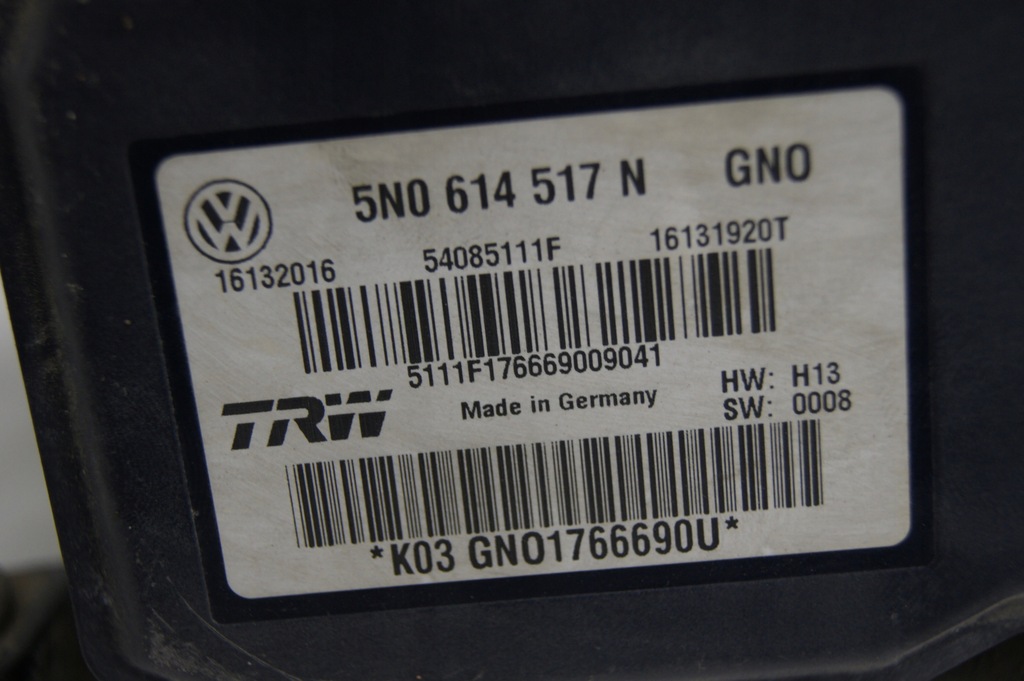 5N0 614 517 N GNO
16132016 54085111F 16131920T
5111F176669009041
TRW Made in Germany HW: H13
SW: 0008
*K03 GNO1766690U*